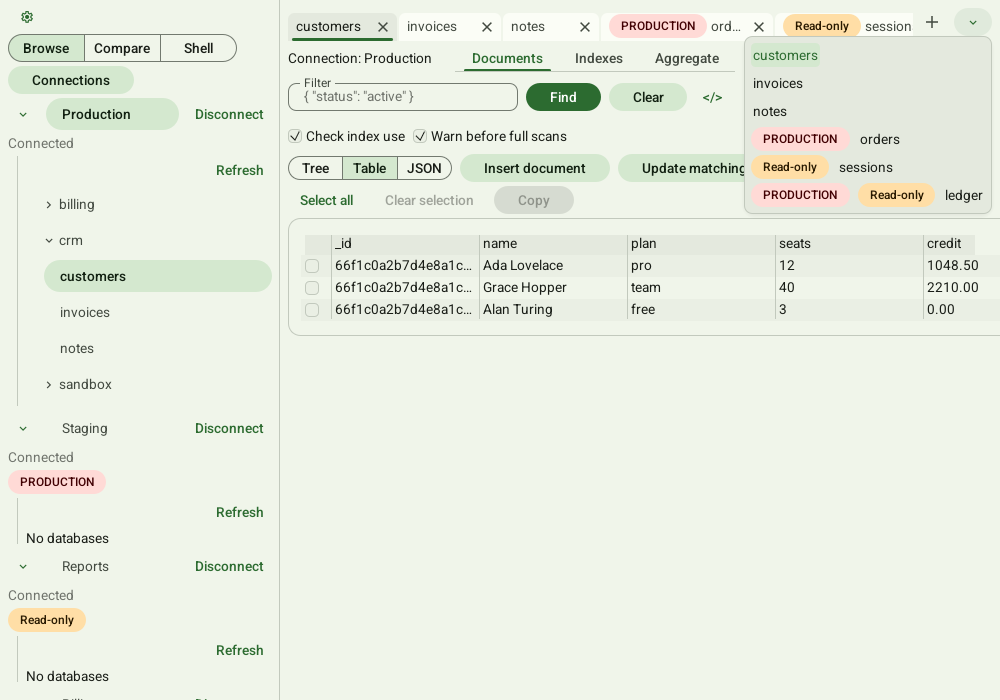 Browse Compare Shell
Connections
Production Disconnect
Connected
Refresh
billing
crm
customers
invoices
notes
sandbox
Staging Disconnect
Connected
PRODUCTION
Refresh
No databases
Reports Disconnect
Connected
Read-only
Refresh
No databases
customers invoices notes PRODUCTION ord... Read-only session
Connection: Production Documents Indexes Aggregate
Filter
{ "status": "active" } Find Clear </>
Check index use Warn before full scans
Tree Table JSON Insert document Update matching
Select all Clear selection Copy
customers
invoices
notes
PRODUCTION orders
Read-only sessions
PRODUCTION Read-only ledger
_id name plan seats credit
66f1c0a2b7d4e8a1c... Ada Lovelace pro 12 1048.50
66f1c0a2b7d4e8a1c... Grace Hopper team 40 2210.00
66f1c0a2b7d4e8a1c... Alan Turing free 3 0.00